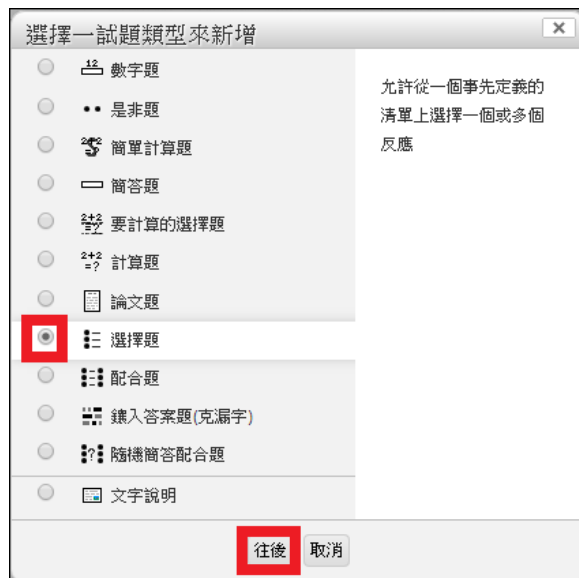 選擇一試題類型來新增
數字題
是非題
簡單計算題
簡答題
要計算的選擇題
計算題
論文題
選擇題
配合題
鑲入答案題(克漏字)
隨機簡答配合題
文字說明
允許從一個事先定義的
清單上選擇一個或多個
反應
往後 取消